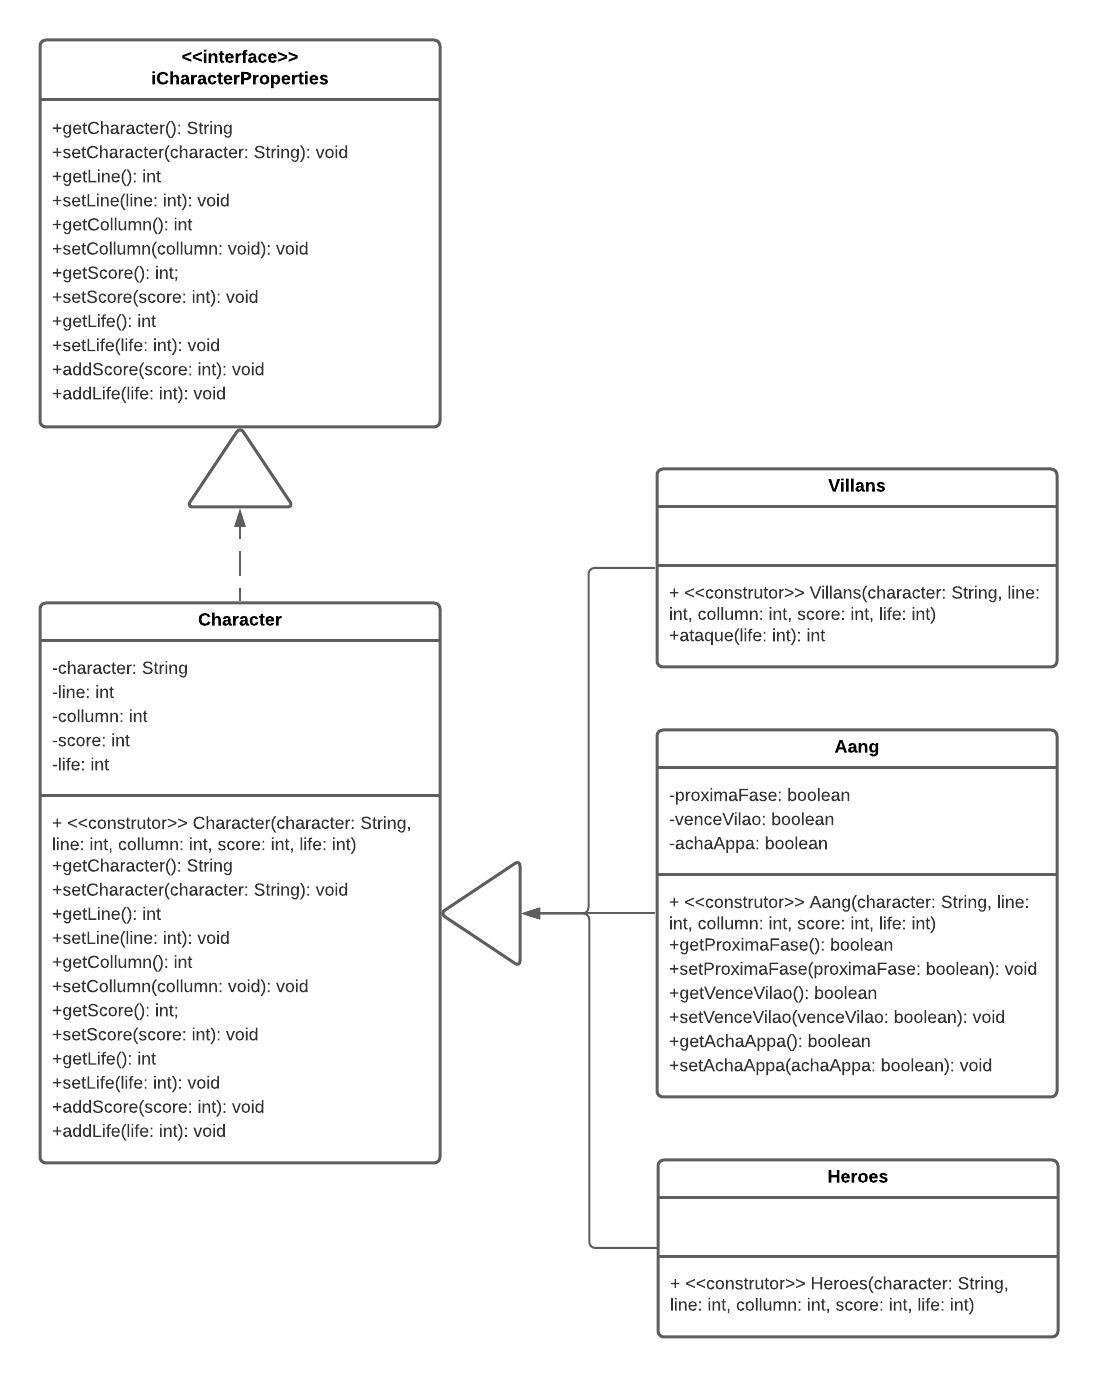 <<interface>>
iCharacterProperties
+getCharacter(): String
+setCharacter(character: String): void
+getLine(): int
+setLine(line: int): void
+getCollumn(): int
+setCollumn(collumn: void): void
+getScore(): int;
+setScore(score: int): void
+getLife(): int
+setLife(life: int): void
+addScore(score: int): void
+addLife(life: int): void
Character
-character: String
-line: int
-collumn: int
-score: int
-life: int
+ <<construtor>> Character(character: String,
line: int, collumn: int, score: int, life: int)
+getCharacter(): String
+setCharacter(character: String): void
+getLine(): int
+setLine(line: int): void
+getCollumn(): int
+setCollumn(collumn: void): void
+getScore(): int;
+setScore(score: int): void
+getLife(): int
+setLife(life: int): void
+addScore(score: int): void
+addLife(life: int): void
Villans
+ <<construtor>> Villans(character: String, line:
int, collumn: int, score: int, life: int)
+ataque(life: int): int
Aang
-proximaFase: boolean
-venceVilao: boolean
-achaAppa: boolean
+ <<construtor>> Aang(character: String, line:
int, collumn: int, score: int, life: int)
+getProximaFase(): boolean
+setProximaFase(proximaFase: boolean): void
+getVenceVilao(): boolean
+setVenceVilao(venceVilao: boolean): void
+getAchaAppa(): boolean
+setAchaAppa(achaAppa: boolean): void
Heroes
+ <<construtor>> Heroes(character: String,
line: int, collumn: int, score: int, life: int)